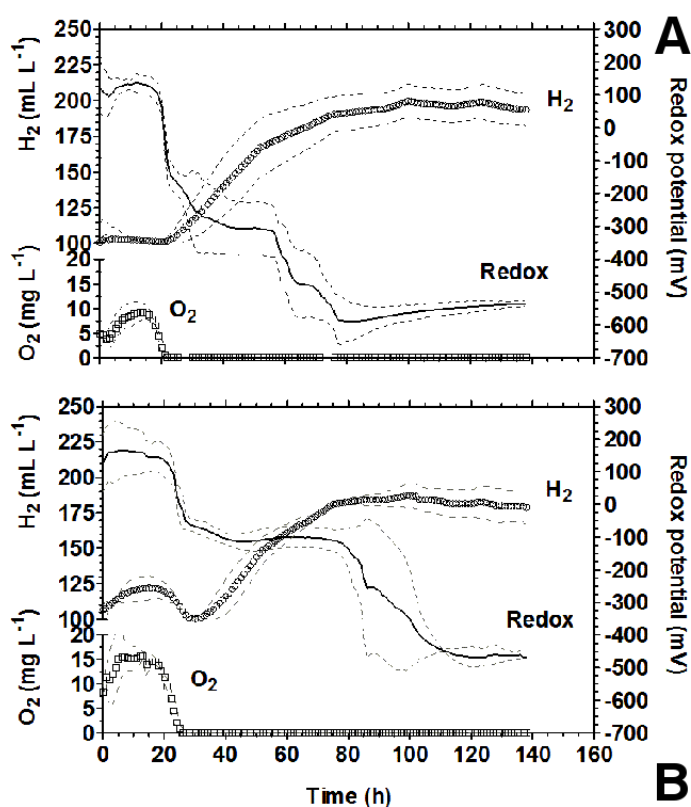 A
250
225
200
175
150
125
100
H2 (mL L-1)
20
15
10
5
0
O2 (mg L-1)
300
200
100
0
-100
-200
-300
-400
-500
-600
-700
Redox potential (mV)
H2
Redox
O2
250
225
200
175
150
125
100
H2 (mL L-1)
20
15
10
5
0
O2 (mg L-1)
300
200
100
0
-100
-200
-300
-400
-500
-600
-700
Redox potential (mV)
H2
Redox
O2
0 20 40 60 80 100 120 140 160
Time (h)
B